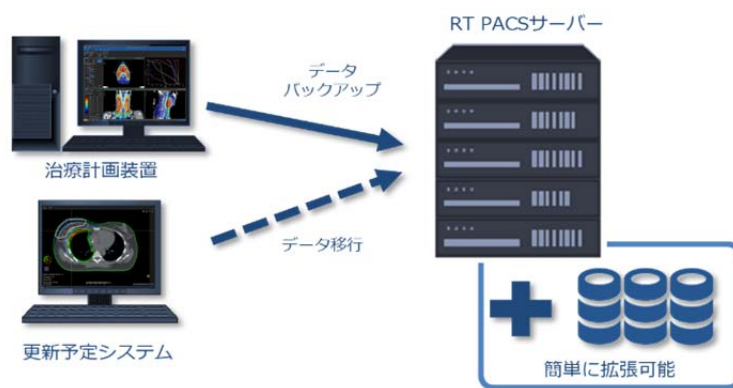 RT PACSサーバー
データ
バックアップ
治療計画装置
データ移行
更新予定システム
簡単に拡張可能